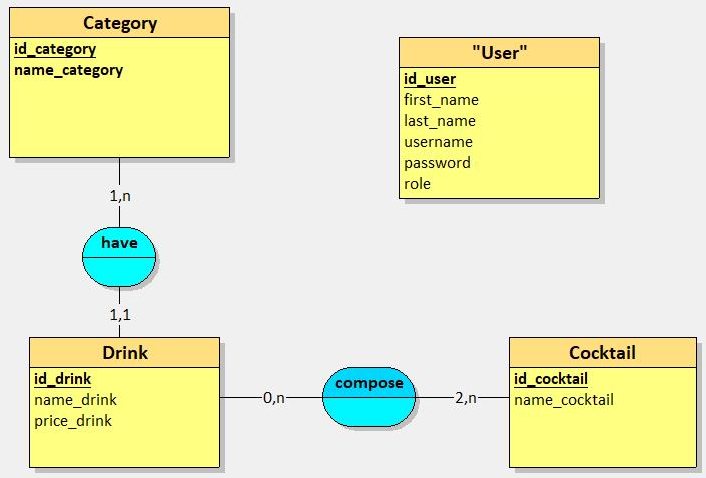 Category
id_category
name_category
"User"
id_user
first_name
last_name
username
password
role
1,n
have
1,1
Drink
id_drink
name_drink
price_drink
0,n
compose
2,n
Cocktail
id_cocktail
name_cocktail